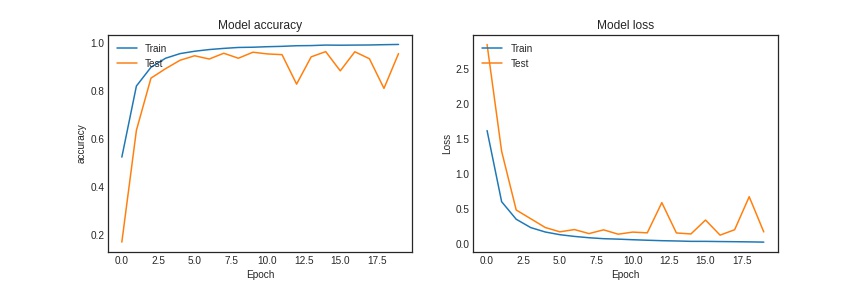 Model accuracy
Train
Test
1.0
0.8
0.6
0.4
0.2
accuracy
0.0 2.5 5.0 7.5 10.0 12.5 15.0 17.5
Epoch
Model loss
Train
Test
2.5
2.0
1.5
1.0
0.5
0.0
Loss
0.0 2.5 5.0 7.5 10.0 12.5 15.0 17.5
Epoch